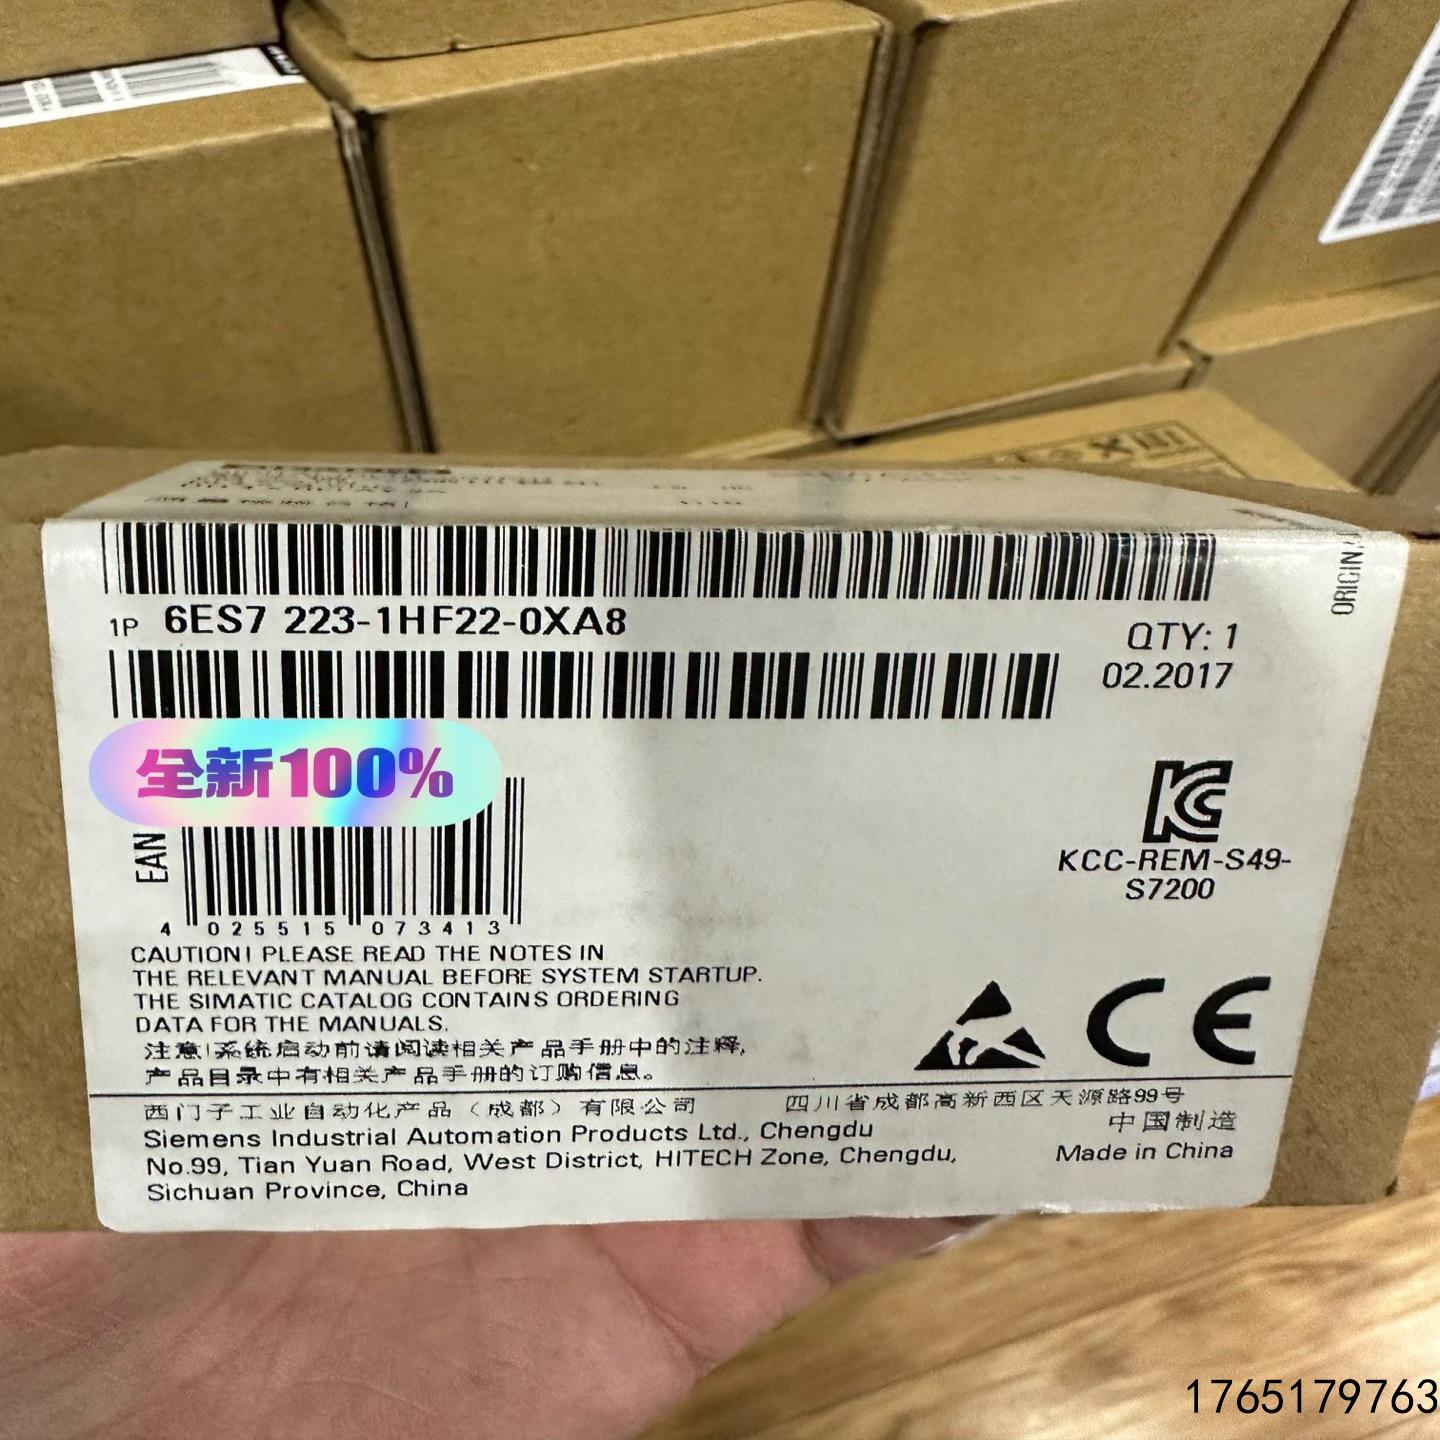 1P 6ES7 223-1HF22-0XA8
QTY: 1
02.2017
ORIGIN
全新100%
EAN
4 025515 073413
KC
KCC-REM-S49-
S7200
CAUTION! PLEASE READ THE NOTES IN
THE RELEVANT MANUAL BEFORE SYSTEM STARTUP.
THE SIMATIC CATALOG CONTAINS ORDERING
DATA FOR THE MANUALS.
注意!系统启动前请阅读相关产品手册中的注释,
产品目录中有相关产品手册的订购信息。
CE
西门子工业自动化产品（成都）有限公司
四川省成都高新西区天源路99号
中国制造
Siemens Industrial Automation Products Ltd., Chengdu
No.99, Tian Yuan Road, West District, HITECH Zone, Chengdu,
Sichuan Province, China
Made in China
1765179763